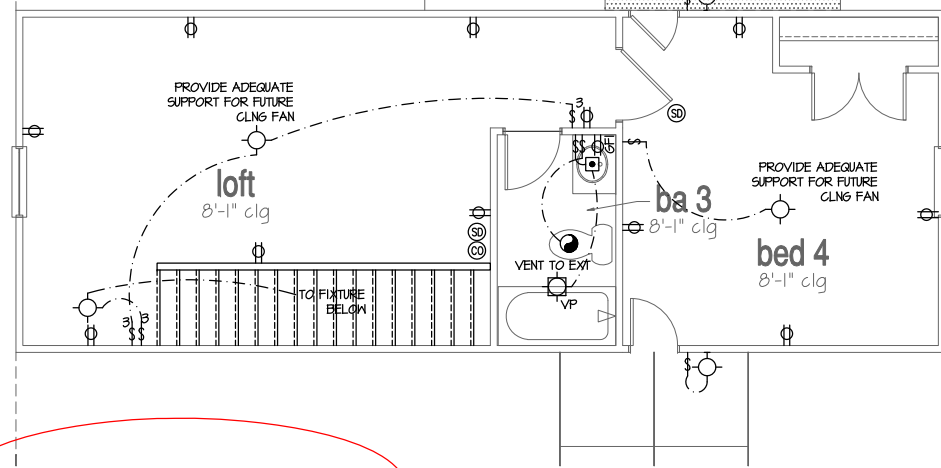 PROVIDE ADEQUATE
SUPPORT FOR FUTURE
CLNG FAN
3
$
$$
GFI
SD
$
loft
8'-1" clg
PROVIDE ADEQUATE
SUPPORT FOR FUTURE
CLNG FAN
ba 3
8'-1" clg
SD
CO
bed 4
8'-1" clg
VENT TO EXT
TO FIXTURE
BELOW
VP
3
3
$$
$